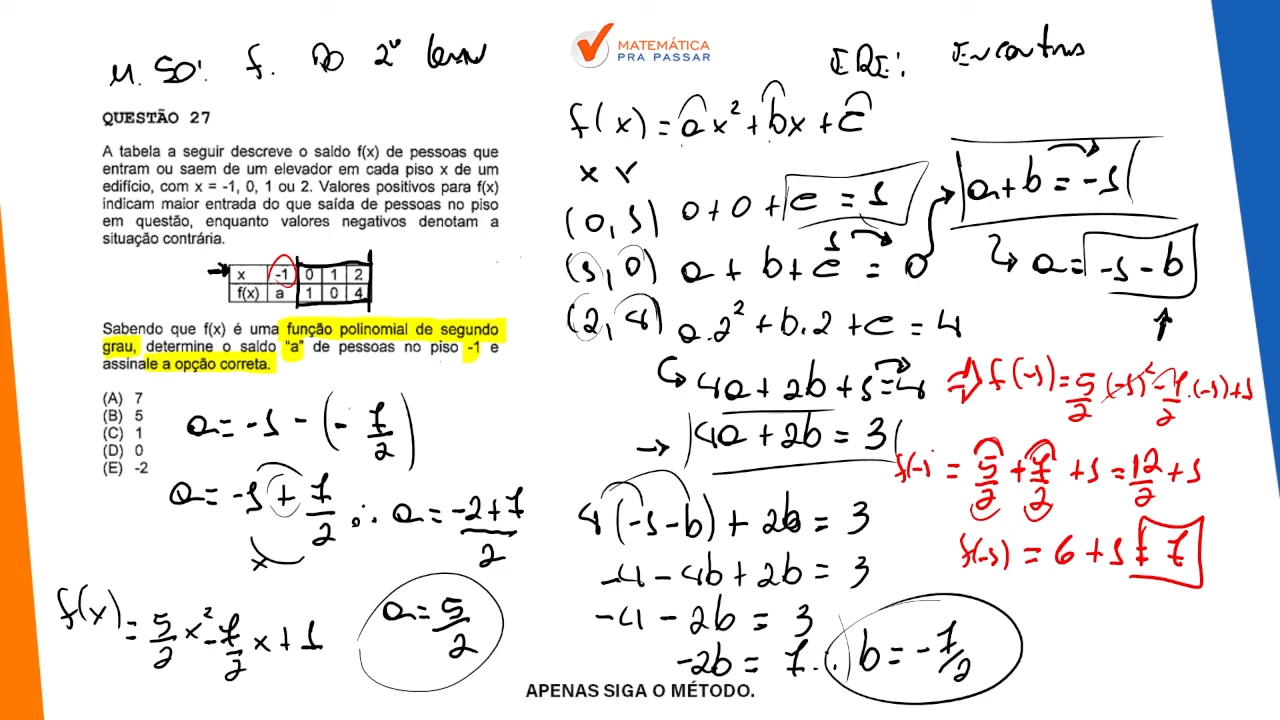 M. SD: f. DO 2º
MATEMÁTICA
PRA PASSAR
QUESTÃO 27
A tabela a seguir descreve o saldo f(x) de pessoas que
entram ou saem de um elevador em cada piso x de um
edifício, com x = -1, 0, 1 ou 2. Valores positivos para f(x)
indicam maior entrada do que saída de pessoas no piso
em questão, enquanto valores negativos denotam a
situação contrária.
x -1 0 1 2
f(x) a 1 0 4
Sabendo que f(x) é uma função polinomial de segundo
grau, determine o saldo "a" de pessoas no piso -1 e
assinale a opção correta.
(A) 7
(B) 5
(C) 1
(D) 0
(E) -2
a = -1 - (-7/2)
a = -1 + 7/2 ∴ a = (-2+7)/2
a = 5/2
f(x) = 5/2 x² - 7/2 x + 1
f(x) = ax² + bx + c
x y
(0, 1) 0 + 0 + c = 1
(1, 0) a + b + c = 0
1
(2, 4) a.2² + b.2 + c = 4
4a + 2b + 1 = 4
4a + 2b = 3
4(-1-b) + 2b = 3
-4 - 4b + 2b = 3
-4 - 2b = 3
-2b = 7 ∴ b = -7/2
a + b = -1
a = -1 - b
⇒ f(-1) = 5/2 (-1)² - 7/2 . (-1) + 1
f(-1 = 5/2 + 7/2 + 1 = 12/2 + 1
f(-1) = 6 + 1 = 7
APENAS SIGA O MÉTODO.